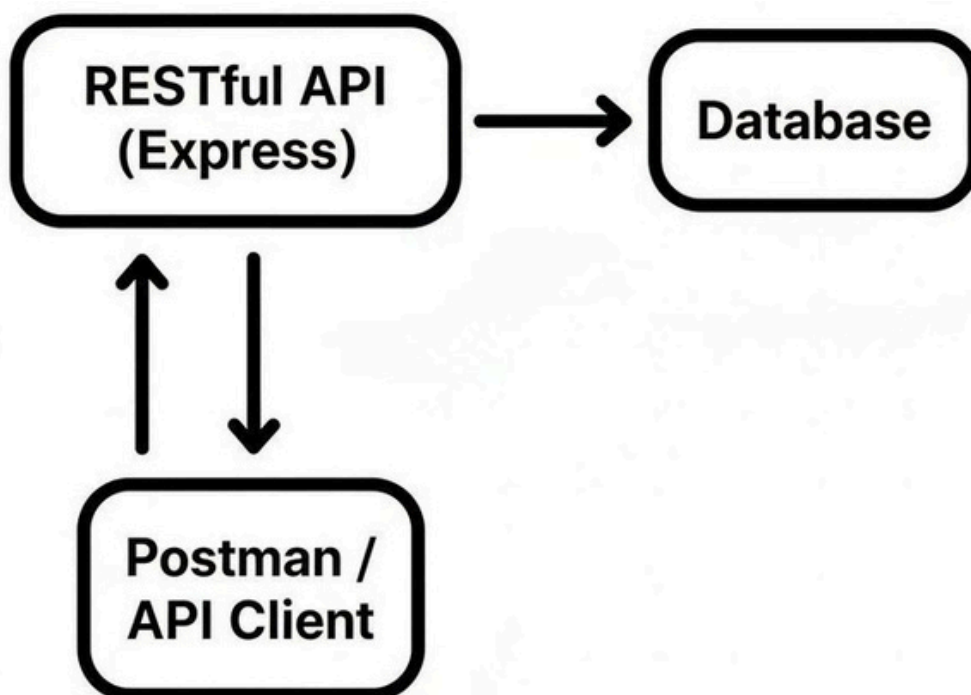 RESTful API
(Express)
Database
Postman /
API Client